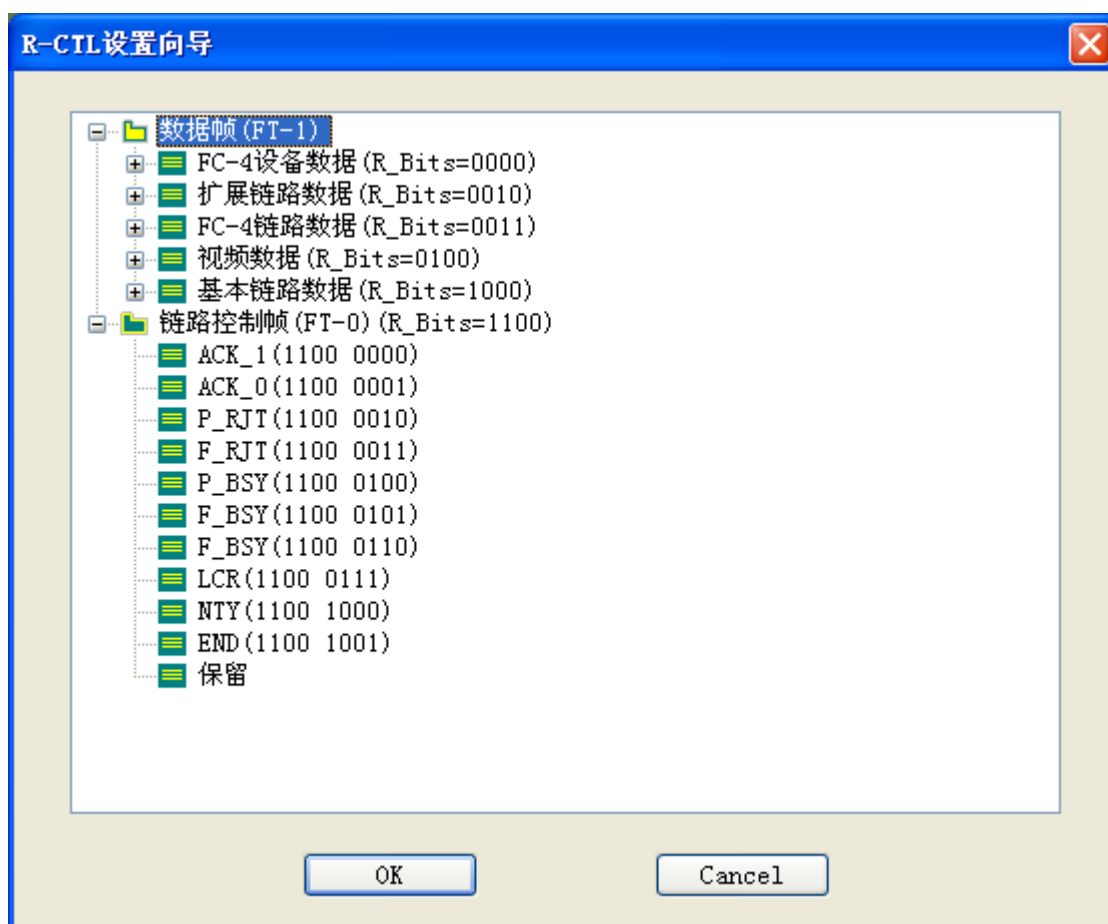 R-CTL设置向导
数据帧(FT-1)
FC-4设备数据(R_Bits=0000)
扩展链路数据(R_Bits=0010)
FC-4链路数据(R_Bits=0011)
视频数据(R_Bits=0100)
基本链路数据(R_Bits=1000)
链路控制帧(FT-0)(R_Bits=1100)
ACK_1(1100 0000)
ACK_0(1100 0001)
P_RJT(1100 0010)
F_RJT(1100 0011)
P_BSY(1100 0100)
F_BSY(1100 0101)
F_BSY(1100 0110)
LCR(1100 0111)
NTY(1100 1000)
END(1100 1001)
保留
OK Cancel